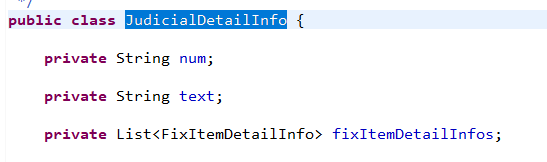 */
public class JudicialDetailInfo {
private String num;
private String text;
private List<FixItemDetailInfo> fixItemDetailInfos;